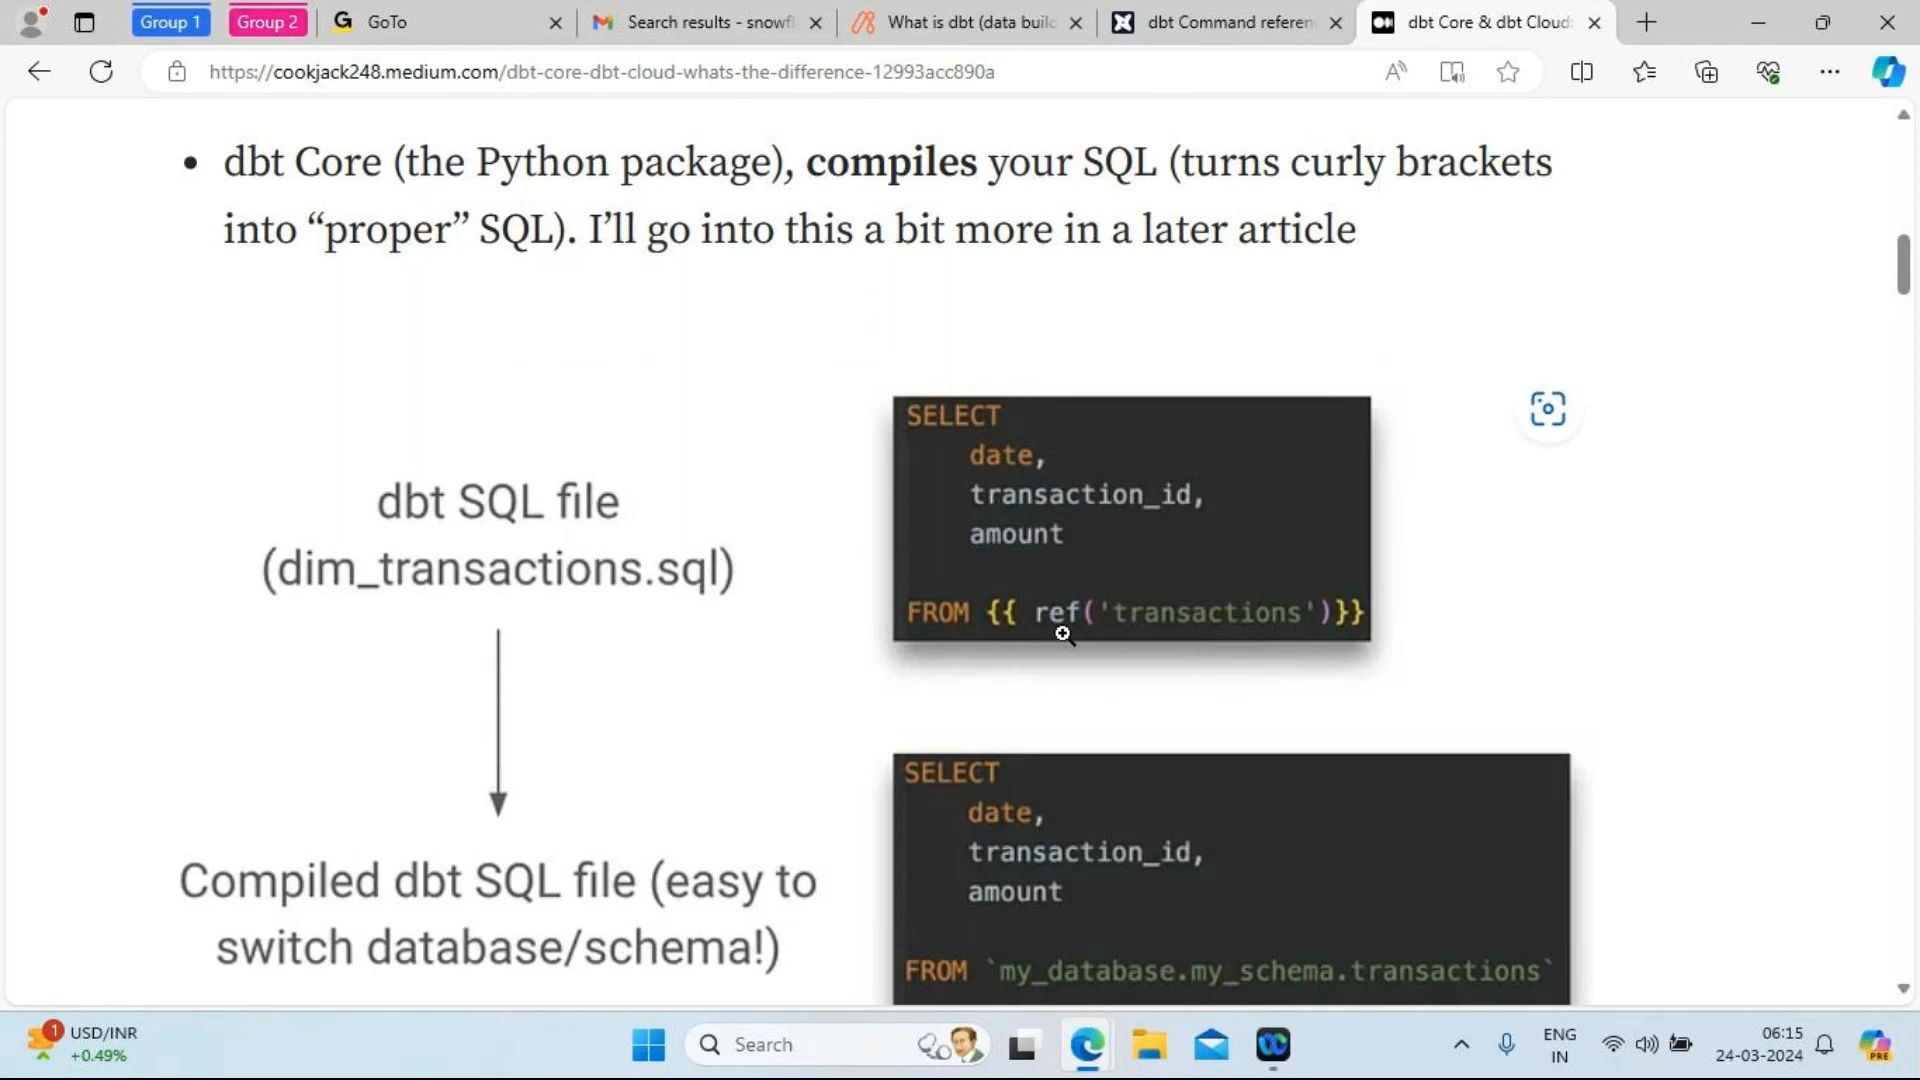 Group 1
Group 2
GoTo
Search results - snowfl
What is dbt (data builc
dbt Command referen
dbt Core & dbt Cloud:
https://cookjack248.medium.com/dbt-core-dbt-cloud-whats-the-difference-12993acc890a
• dbt Core (the Python package), compiles your SQL (turns curly brackets
into “proper” SQL). I’ll go into this a bit more in a later article
dbt SQL file
(dim_transactions.sql)
SELECT
date,
transaction_id,
amount
FROM {{ ref('transactions')}}
Compiled dbt SQL file (easy to
switch database/schema!)
SELECT
date,
transaction_id,
amount
FROM `my_database.my_schema.transactions`
1
USD/INR
+0.49%
Search
ENG
IN
06:15
24-03-2024
PRE